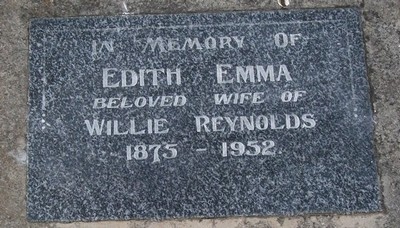 IN MEMORY OF
EDITH EMMA
BELOVED WIFE OF
WILLIE REYNOLDS
1875 - 1952.